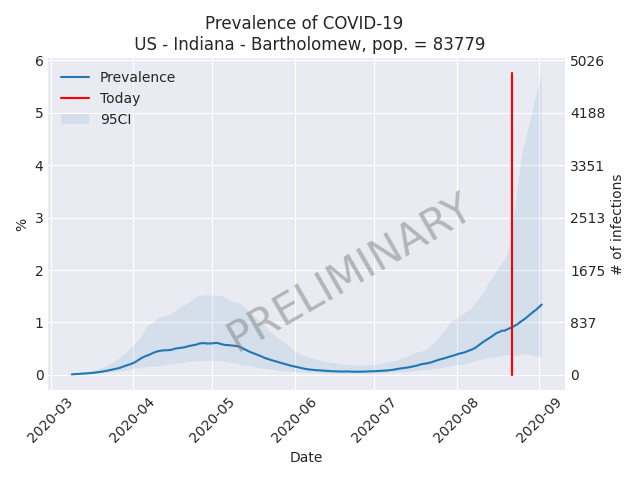 Prevalence of COVID-19
US - Indiana - Bartholomew, pop. = 83779
Prevalence
Today
95CI
PRELIMINARY
%
6
5
4
3
2
1
0
5026
4188
3351
2513
1675
837
0
# of infections
2020-03
2020-04
2020-05
2020-06
2020-07
2020-08
2020-09
Date